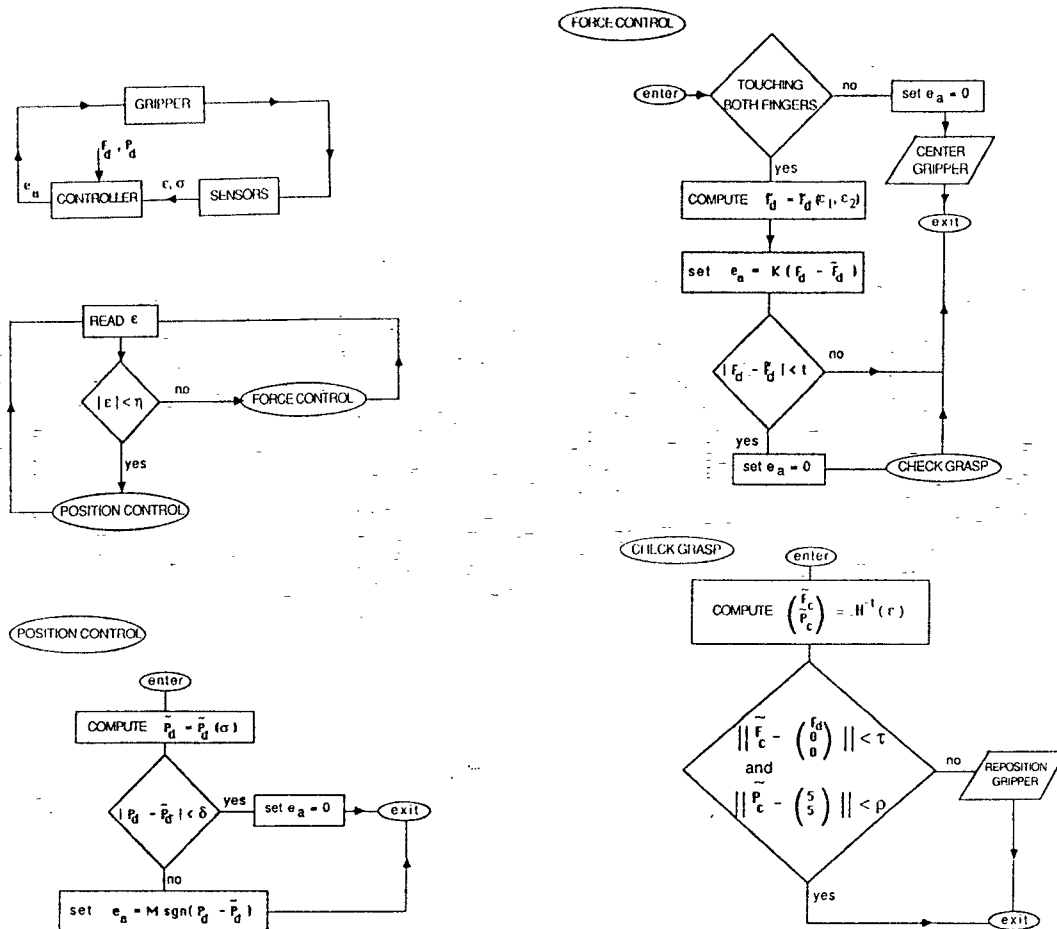 GRIPPER
F_d , P_d
e_a
CONTROLLER
ε, σ
SENSORS
READ ε
|ε| < η
no
FORCE CONTROL
yes
POSITION CONTROL
POSITION CONTROL
enter
COMPUTE P̃_d = P̃_d (σ)
| P_d - P̃_d | < δ
yes
set e_a = 0
exit
no
set e_a = M sgn( P_d - P̃_d )
FORCE CONTROL
enter
TOUCHING
BOTH FINGERS
no
set e_a = 0
CENTER
GRIPPER
exit
yes
COMPUTE F̃_d = F̃_d (ε_1, ε_2)
set e_a = K ( F_d - F̃_d )
| F_d - F̃_d | < t
no
yes
set e_a = 0
CHECK GRASP
CHECK GRASP
enter
COMPUTE ( F̃_c P̃_c ) = H^-1 (ε)
|| F̃_c - ( F_d 0 0 ) || < τ
and
|| P̃_c - ( 5 5 ) || < ρ
no
REPOSITION
GRIPPER
yes
exit